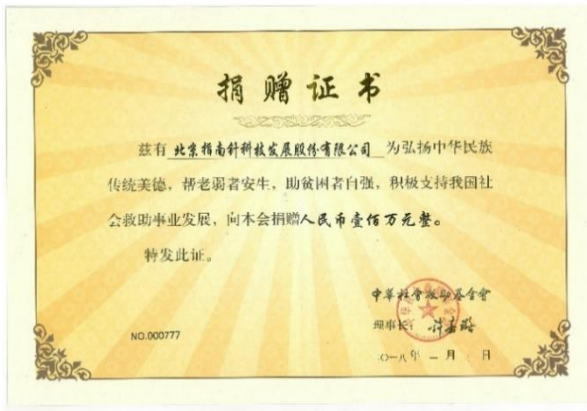 捐赠证书
兹有 北京指南针科技发展股份有限公司 为弘扬中华民族
传统美德，帮老弱者安生，助贫困者自强，积极支持我国社
会救助事业发展，向本会捐赠人民币壹佰万元整。
特发此证。
中华社會救助基金會
理事长：
NO.000777
二〇一八年 一月 日